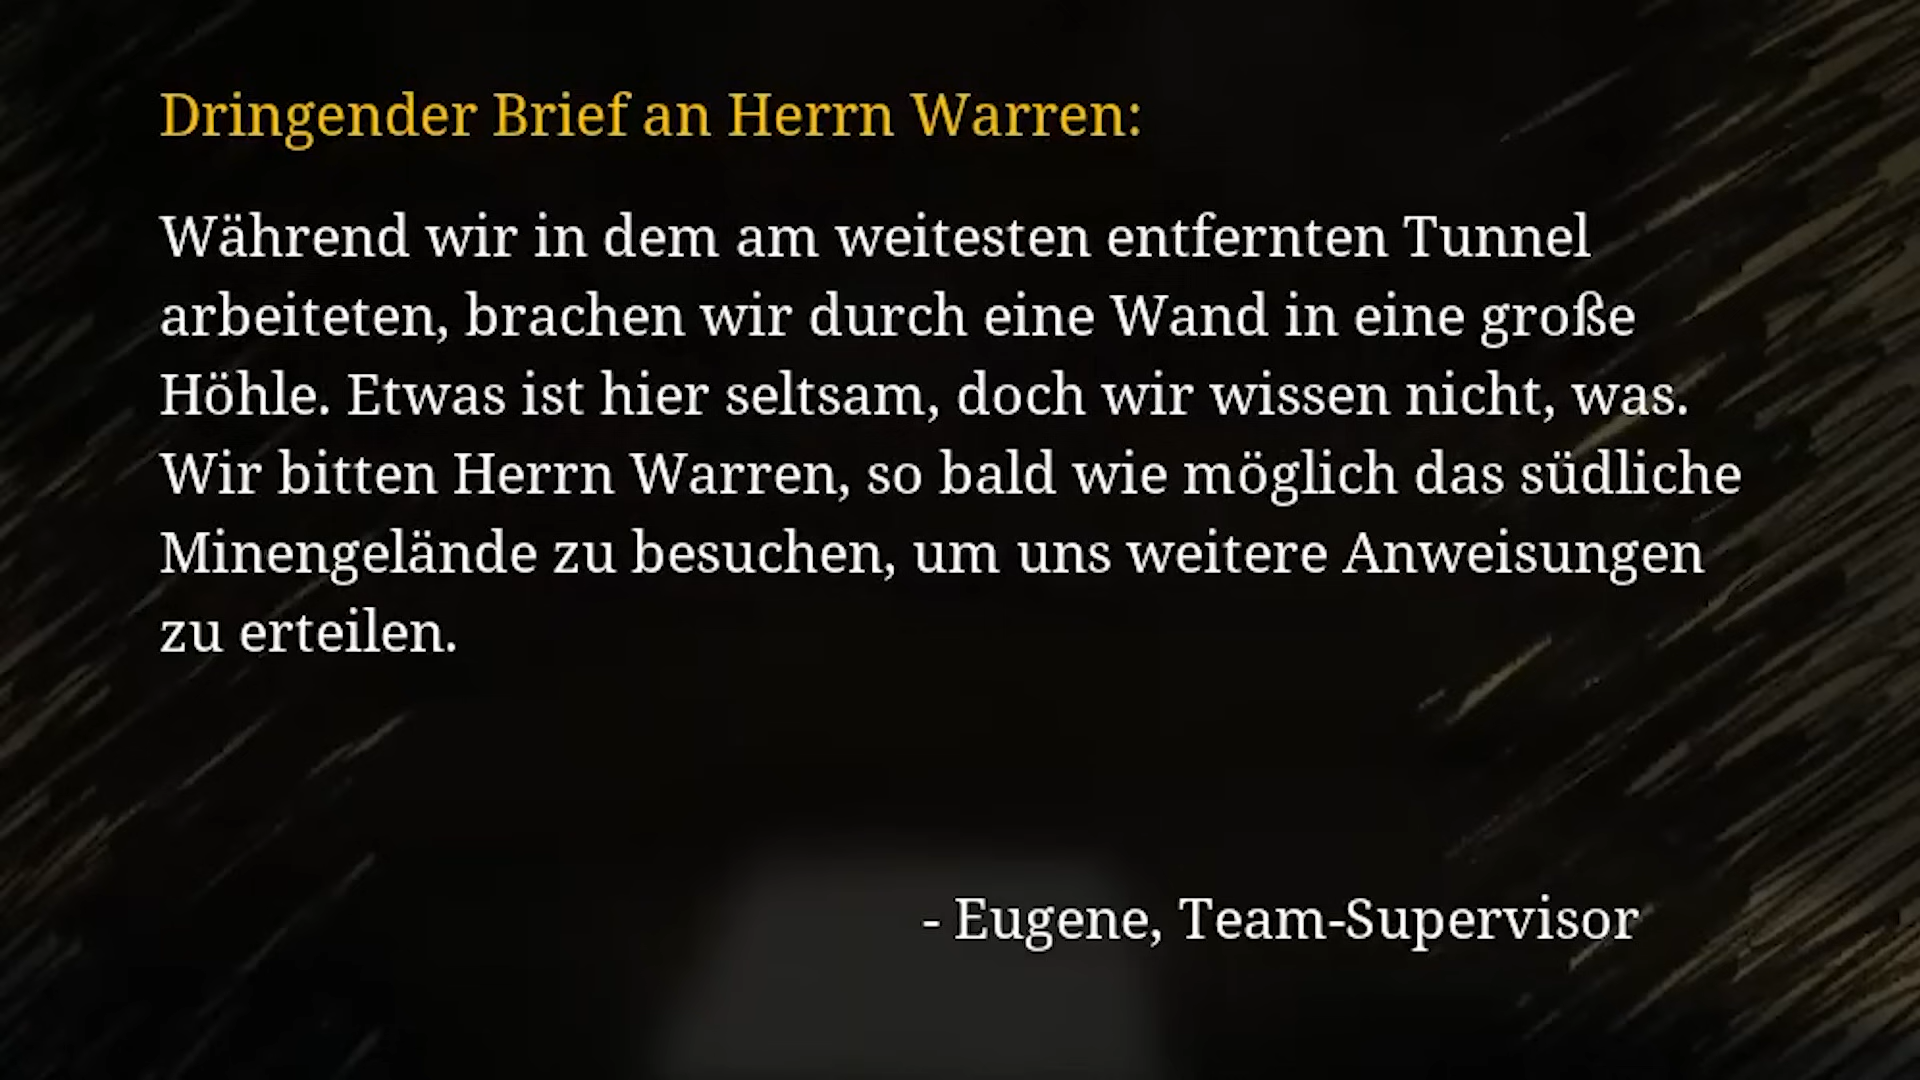 Dringender Brief an Herrn Warren:
Während wir in dem am weitesten entfernten Tunnel
arbeiteten, brachen wir durch eine Wand in eine große
Höhle. Etwas ist hier seltsam, doch wir wissen nicht, was.
Wir bitten Herrn Warren, so bald wie möglich das südliche
Minengelände zu besuchen, um uns weitere Anweisungen
zu erteilen.
- Eugene, Team-Supervisor